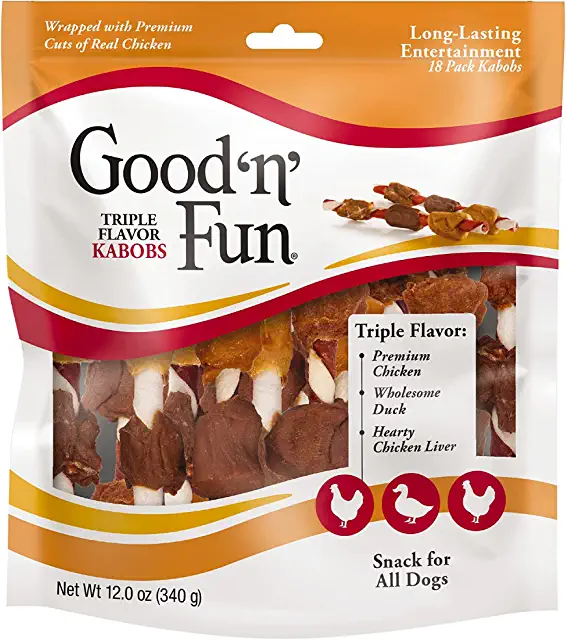 Wrapped with Premium
Cuts of Real Chicken
Long-Lasting
Entertainment
18 Pack Kabobs
Good‘n’
Fun®
TRIPLE
FLAVOR
KABOBS
Triple Flavor:
• Premium
Chicken
• Wholesome
Duck
• Hearty
Chicken Liver
Snack for
All Dogs
Net Wt 12.0 oz (340 g)